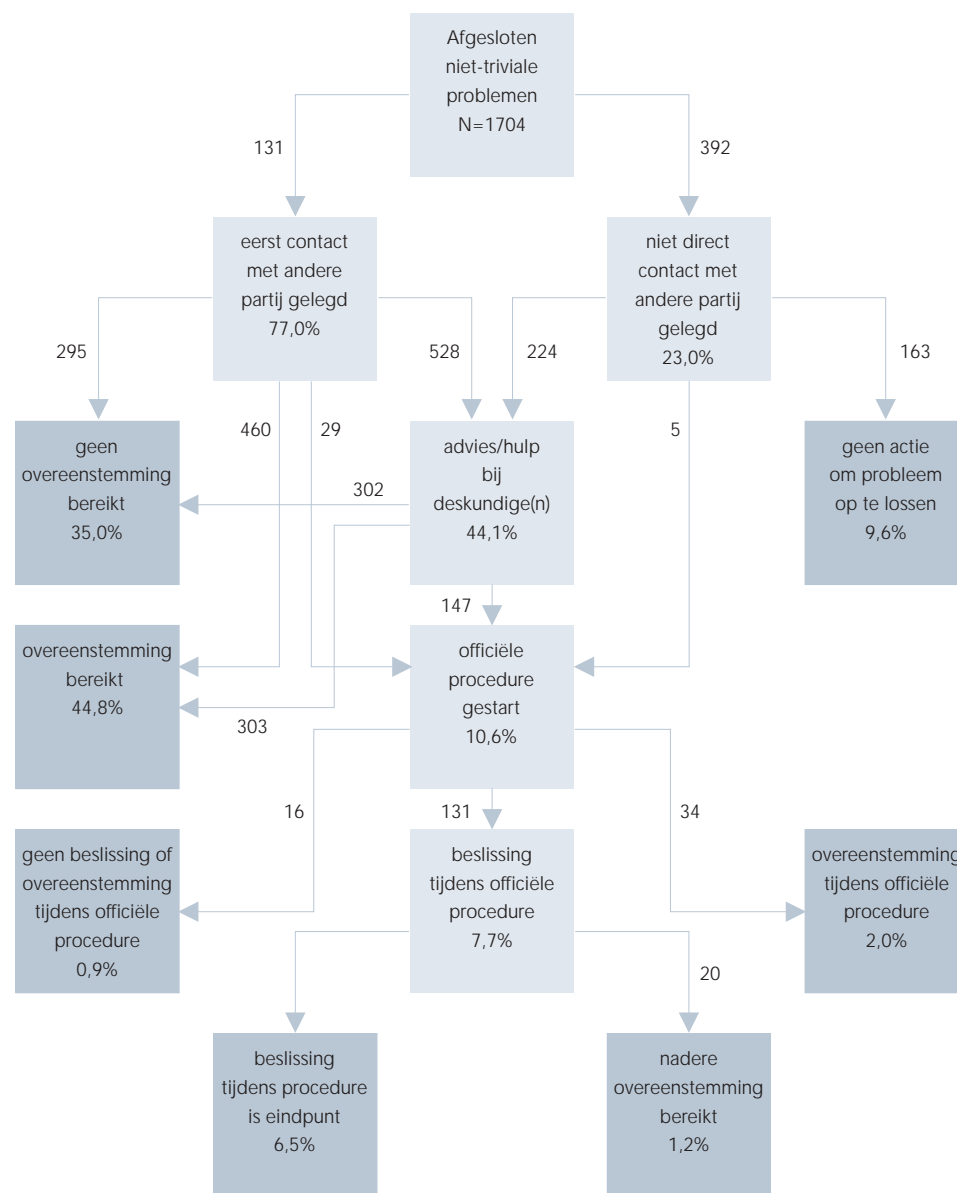 Afgesloten
niet-triviale
problemen
N=1704
131
392
eerst contact
met andere
partij gelegd
77,0%
niet direct
contact met
andere partij
gelegd
23,0%
295
528
224
163
460
29
5
geen
overeenstemming
bereikt
35,0%
advies/hulp
bij
deskundige(n)
44,1%
geen actie
om probleem
op te lossen
9,6%
302
147
overeenstemming
bereikt
44,8%
officiële
procedure
gestart
10,6%
303
16
131
34
geen beslissing of
overeenstemming
tijdens officiële
procedure
0,9%
beslissing
tijdens officiële
procedure
7,7%
overeenstemming
tijdens officiële
procedure
2,0%
20
beslissing
tijdens procedure
is eindpunt
6,5%
nadere
overeenstemming
bereikt
1,2%